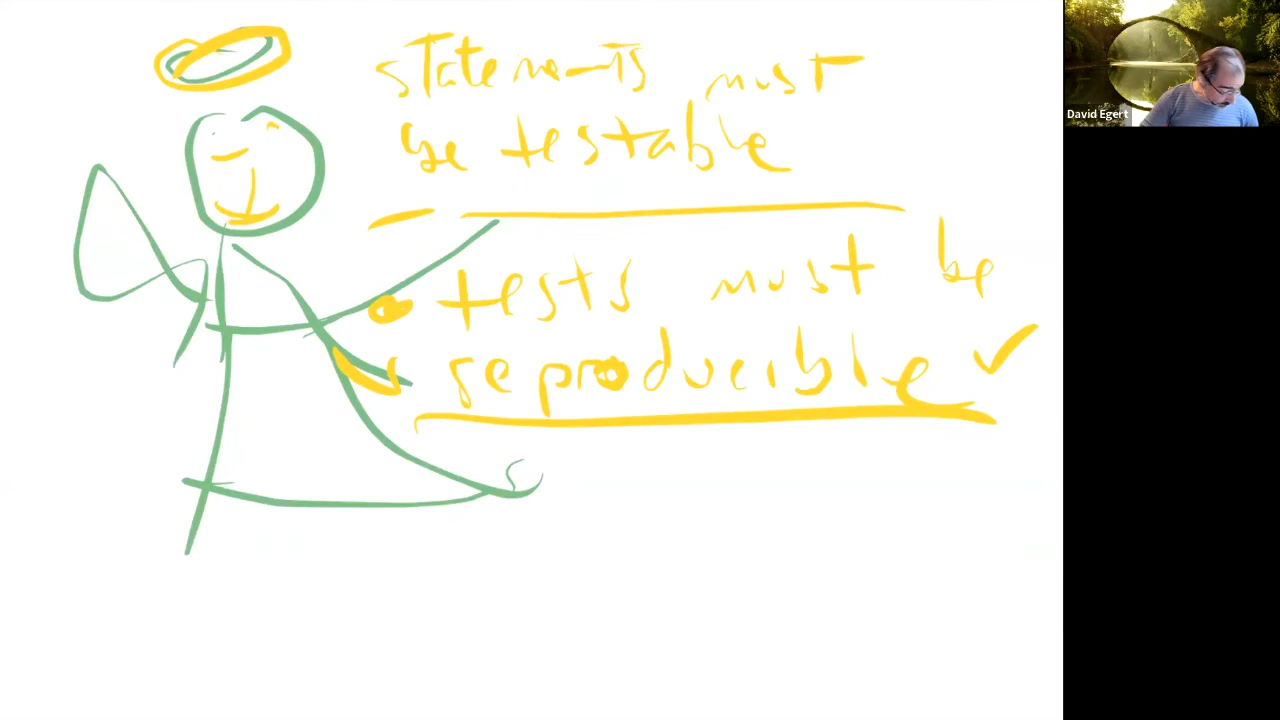 statements must
be testable
tests must be
reproducible
David Egert